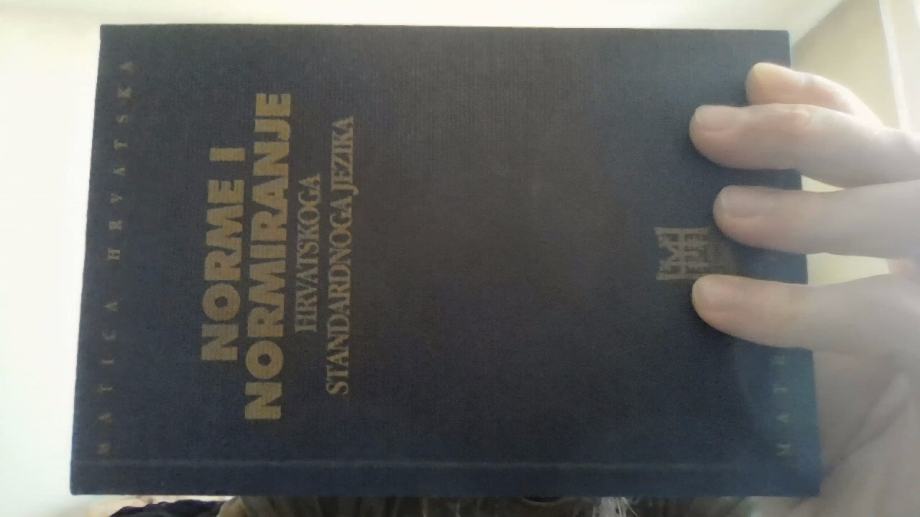 MATICA HRVATSKA
NORME I
NORMIRANJE
HRVATSKOGA
STANDARDNOGA JEZIKA